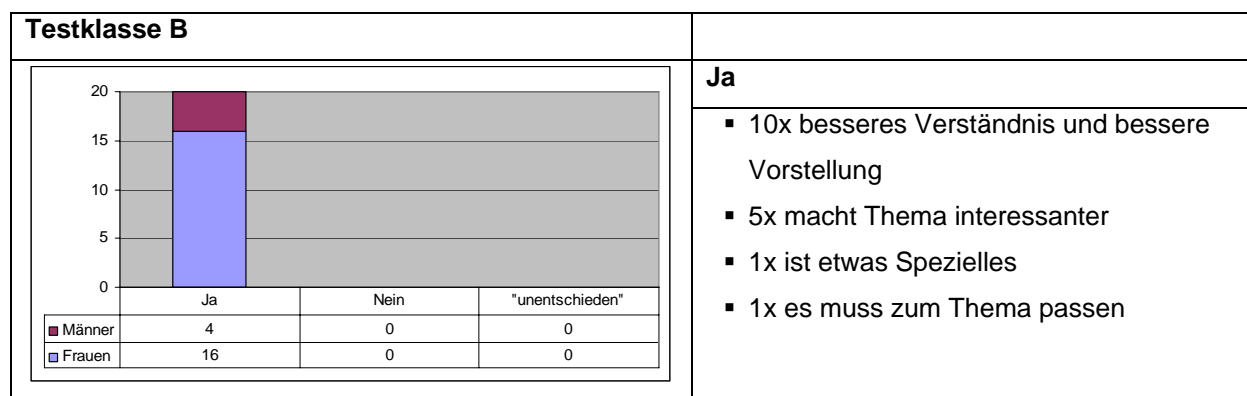 Testklasse B
20
15
10
5
0
Ja Nein "unentschieden"
Männer 4 0 0
Frauen 16 0 0
Ja
▪ 10x besseres Verständnis und bessere
Vorstellung
▪ 5x macht Thema interessanter
▪ 1x ist etwas Spezielles
▪ 1x es muss zum Thema passen